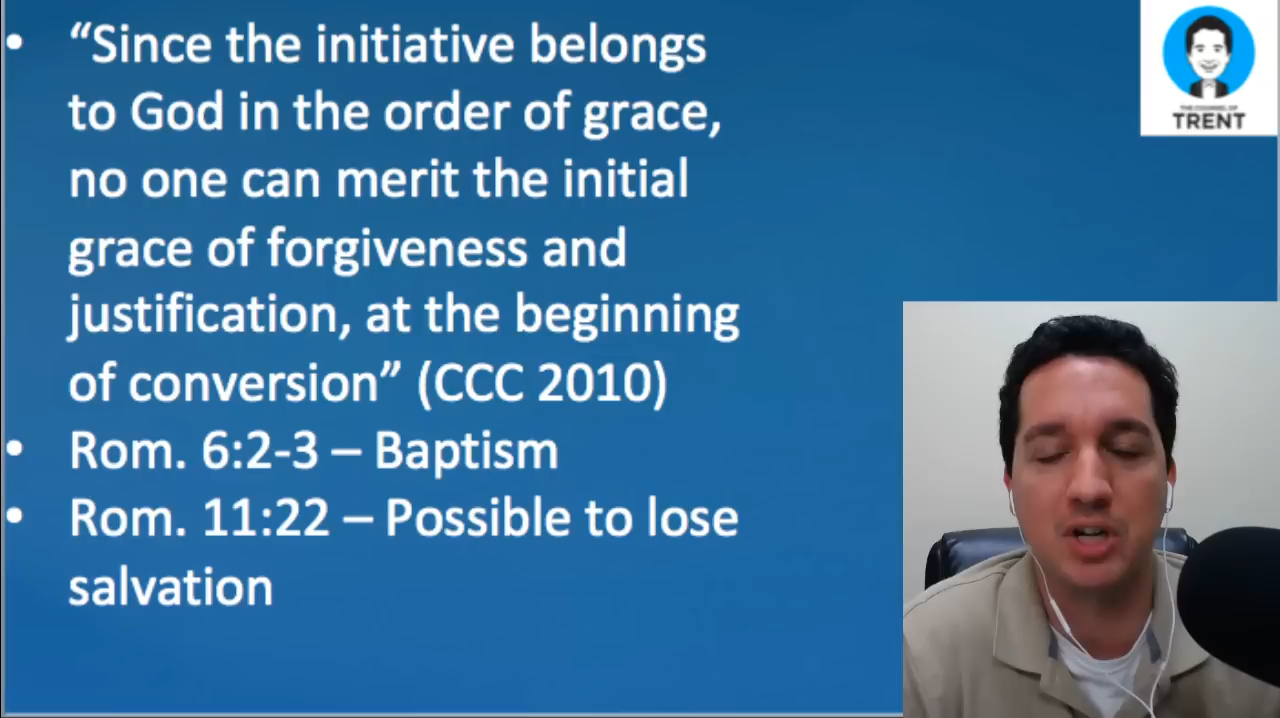 • “Since the initiative belongs
to God in the order of grace,
no one can merit the initial
grace of forgiveness and
justification, at the beginning
of conversion” (CCC 2010)
• Rom. 6:2-3 – Baptism
• Rom. 11:22 – Possible to lose
salvation
THE COUNSEL OF
TRENT